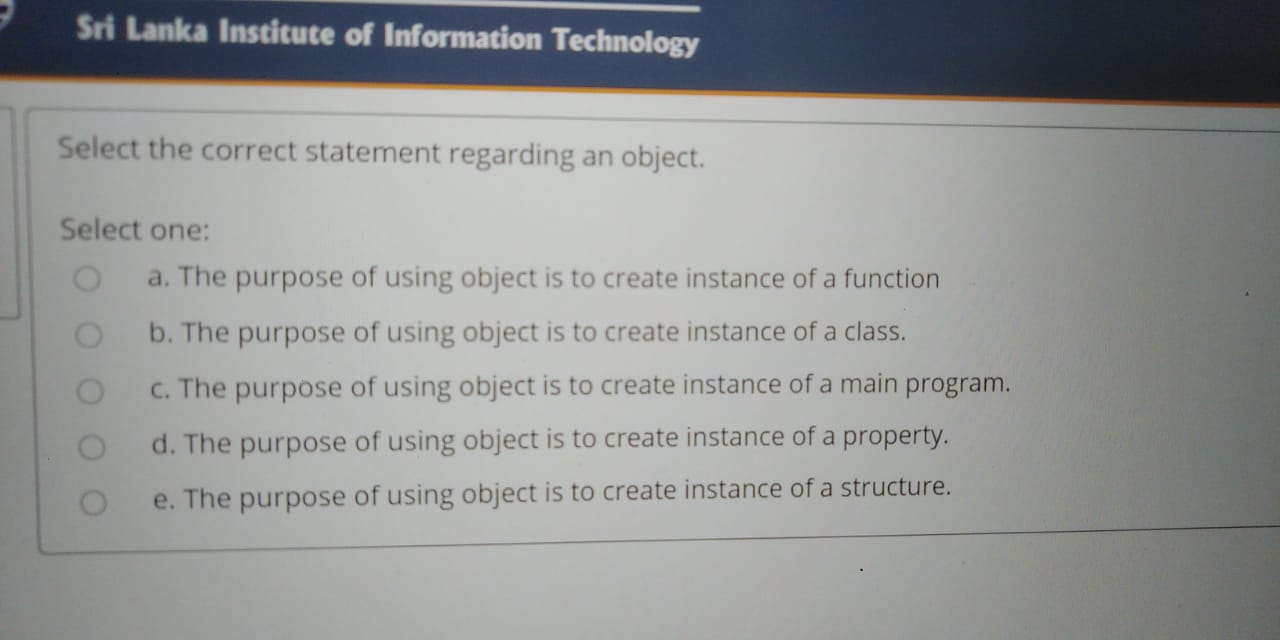 Sri Lanka Institute of Information Technology
Select the correct statement regarding an object.
Select one:
a. The purpose of using object is to create instance of a function
b. The purpose of using object is to create instance of a class.
c. The purpose of using object is to create instance of a main program.
d. The purpose of using object is to create instance of a property.
e. The purpose of using object is to create instance of a structure.